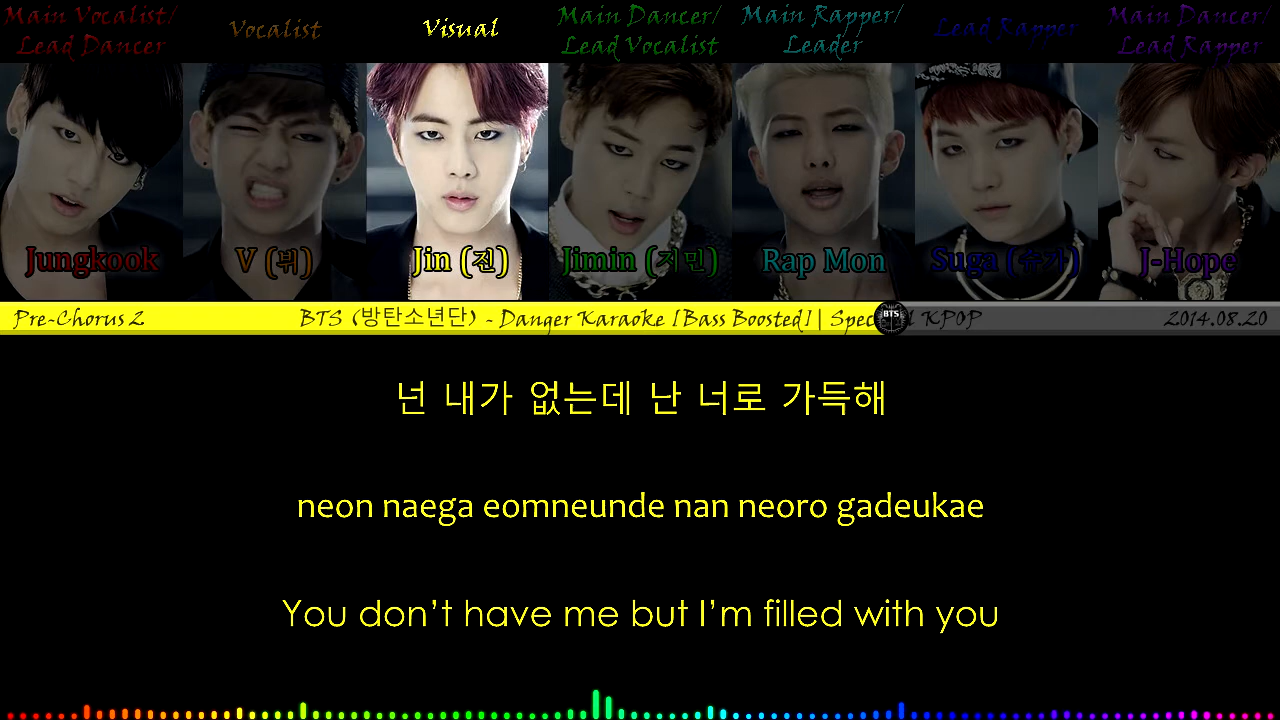 Main Vocalist/
Lead Dancer
Vocalist
Visual
Main Dancer/
Lead Vocalist
Main Rapper/
Leader
Lead Rapper
Main Dancer/
Lead Rapper
Jungkook
V (뷔)
Jin (진)
Jimin (지민)
Rap Mon
Suga (슈가)
J-Hope
Pre-Chorus 2
BTS (방탄소년단) - Danger Karaoke [Bass Boosted] | KPOP
BTS
2014.08.20
넌 내가 없는데 난 너로 가득해
neon naega eomneunde nan neoro gadeukae
You don’t have me but I’m filled with you